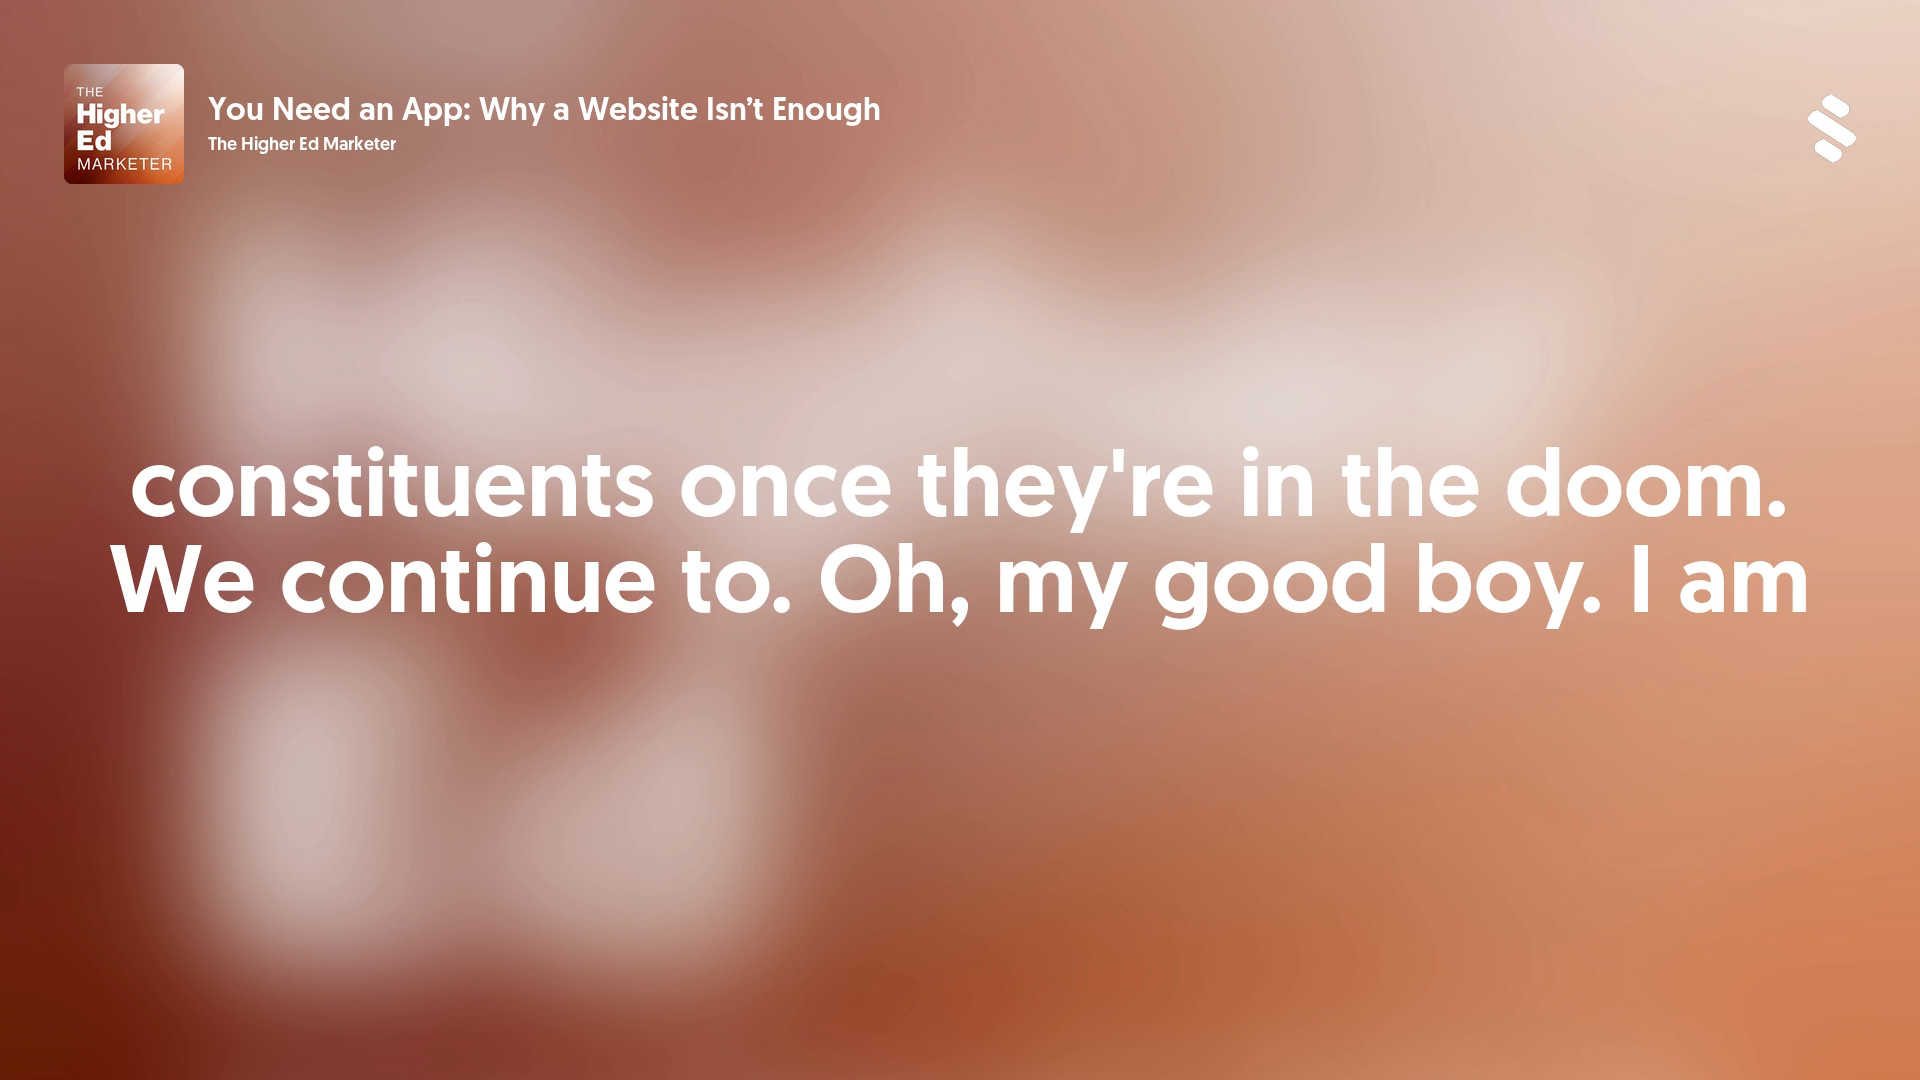 THE
Higher
Ed
MARKETER
You Need an App: Why a Website Isn’t Enough
The Higher Ed Marketer
constituents once they're in the doom.
We continue to. Oh, my good boy. I am